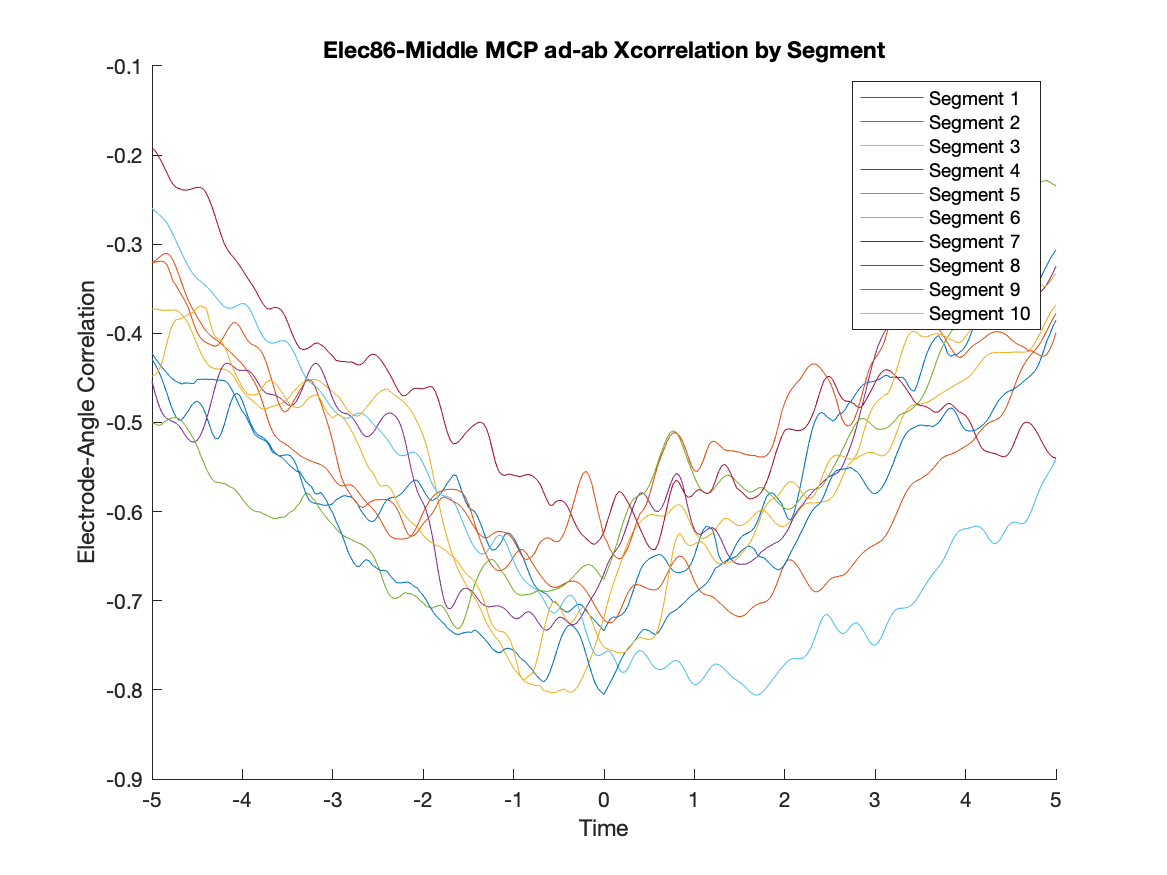 Elec86-Middle MCP ad-ab Xcorrelation by Segment
-0.1
-0.2
-0.3
-0.4
-0.5
-0.6
-0.7
-0.8
-0.9
Electrode-Angle Correlation
Segment 1
Segment 2
Segment 3
Segment 4
Segment 5
Segment 6
Segment 7
Segment 8
Segment 9
Segment 10
-5 -4 -3 -2 -1 0 1 2 3 4 5
Time